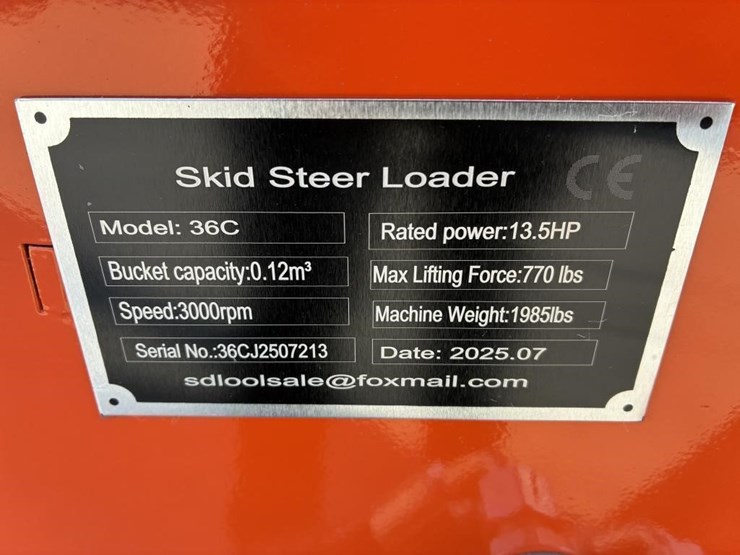 Skid Steer Loader CE
Model: 36C
Rated power:13.5HP
Bucket capacity:0.12m³
Max Lifting Force:770 lbs
Speed:3000rpm
Machine Weight:1985lbs
Serial No.:36CJ2507213
Date: 2025.07
sdloolsale@foxmail.com